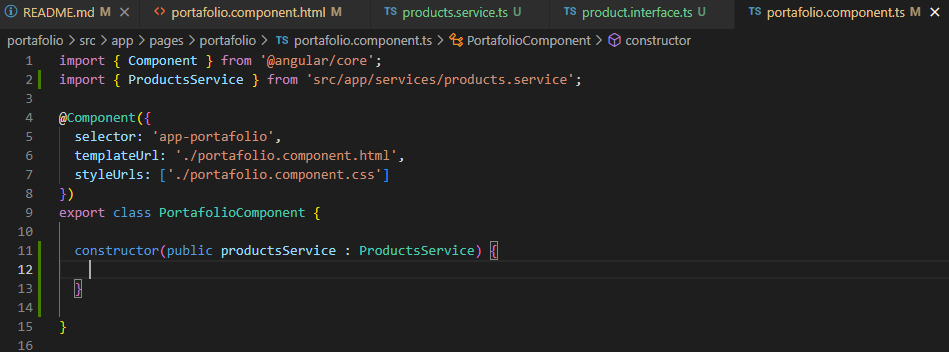 README.md M
portafolio.component.html M
products.service.ts U
product.interface.ts U
portafolio.component.ts M
portafolio > src > app > pages > portafolio > TS portafolio.component.ts > PortafolioComponent > constructor
1 import { Component } from '@angular/core';
2 import { ProductsService } from 'src/app/services/products.service';
3
4 @Component({
5 selector: 'app-portafolio',
6 templateUrl: './portafolio.component.html',
7 styleUrls: ['./portafolio.component.css']
8 })
9 export class PortafolioComponent {
10
11 constructor(public productsService : ProductsService) {
12
13 }
14
15 }
16